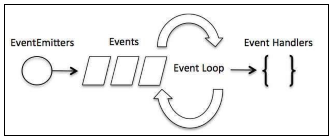 EventEmitters
Events
Event Handlers
Event Loop
{ }